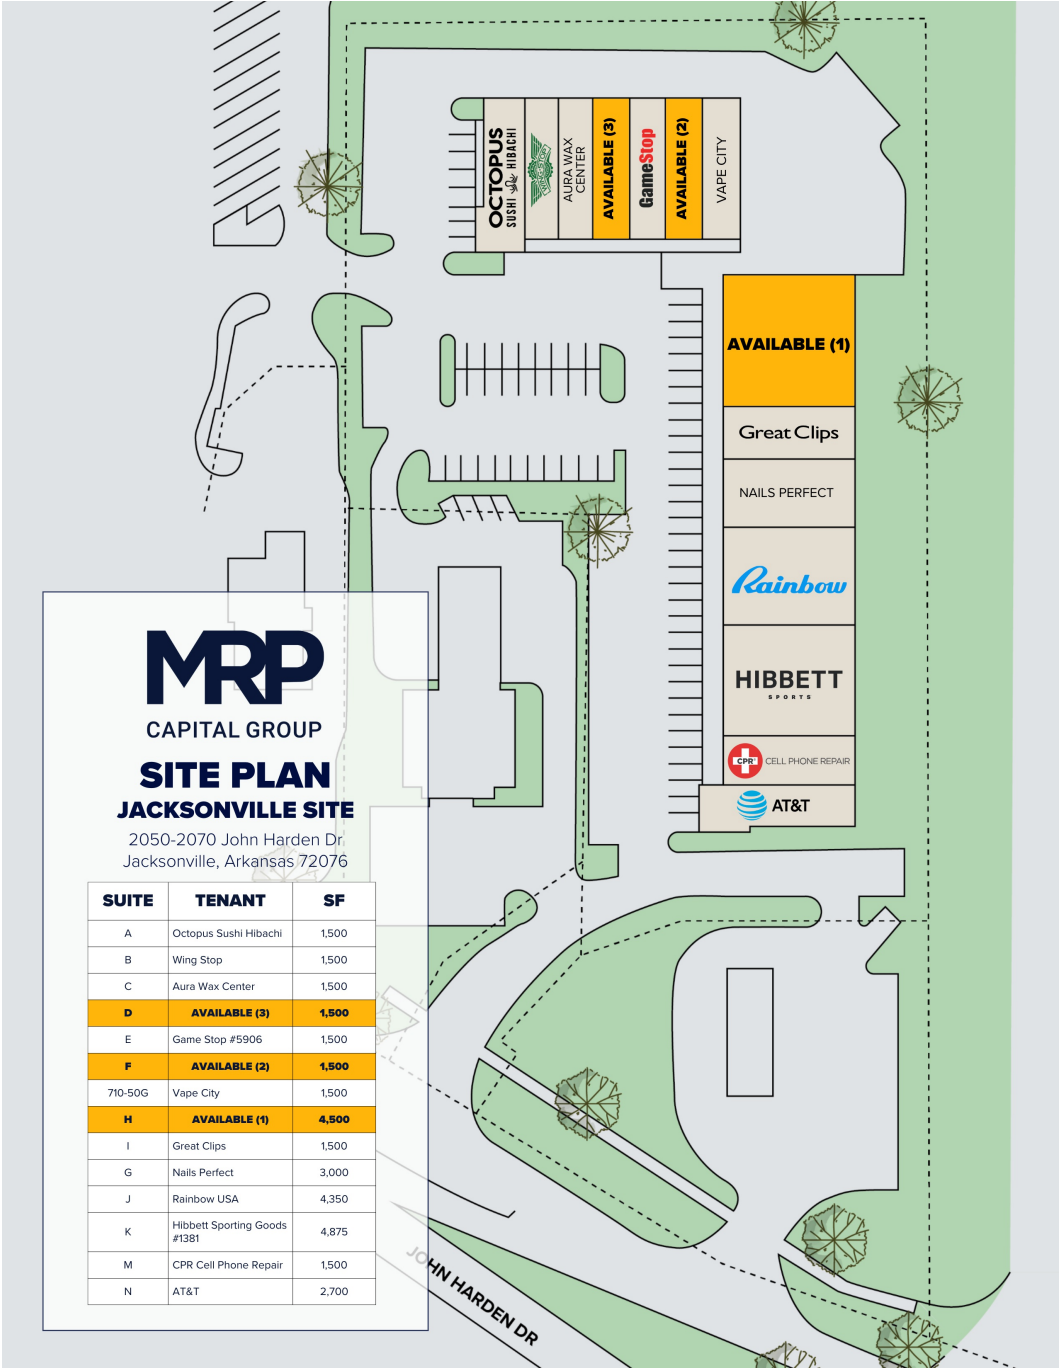 OCTOPUS
SUSHI HIBACHI
WING STOP
AURA WAX
CENTER
AVAILABLE (3)
GameStop
AVAILABLE (2)
VAPE CITY
AVAILABLE (1)
Great Clips
NAILS PERFECT
Rainbow
HIBBETT
SPORTS
CPR CELL PHONE REPAIR
AT&T
MRP
CAPITAL GROUP
SITE PLAN
JACKSONVILLE SITE
2050-2070 John Harden Dr
Jacksonville, Arkansas 72076
SUITE TENANT SF
A Octopus Sushi Hibachi 1,500
B Wing Stop 1,500
C Aura Wax Center 1,500
D AVAILABLE (3) 1,500
E Game Stop #5906 1,500
F AVAILABLE (2) 1,500
710-50G Vape City 1,500
H AVAILABLE (1) 4,500
I Great Clips 1,500
G Nails Perfect 3,000
J Rainbow USA 4,350
K Hibbett Sporting Goods
#1381 4,875
M CPR Cell Phone Repair 1,500
N AT&T 2,700
JOHN HARDEN DR